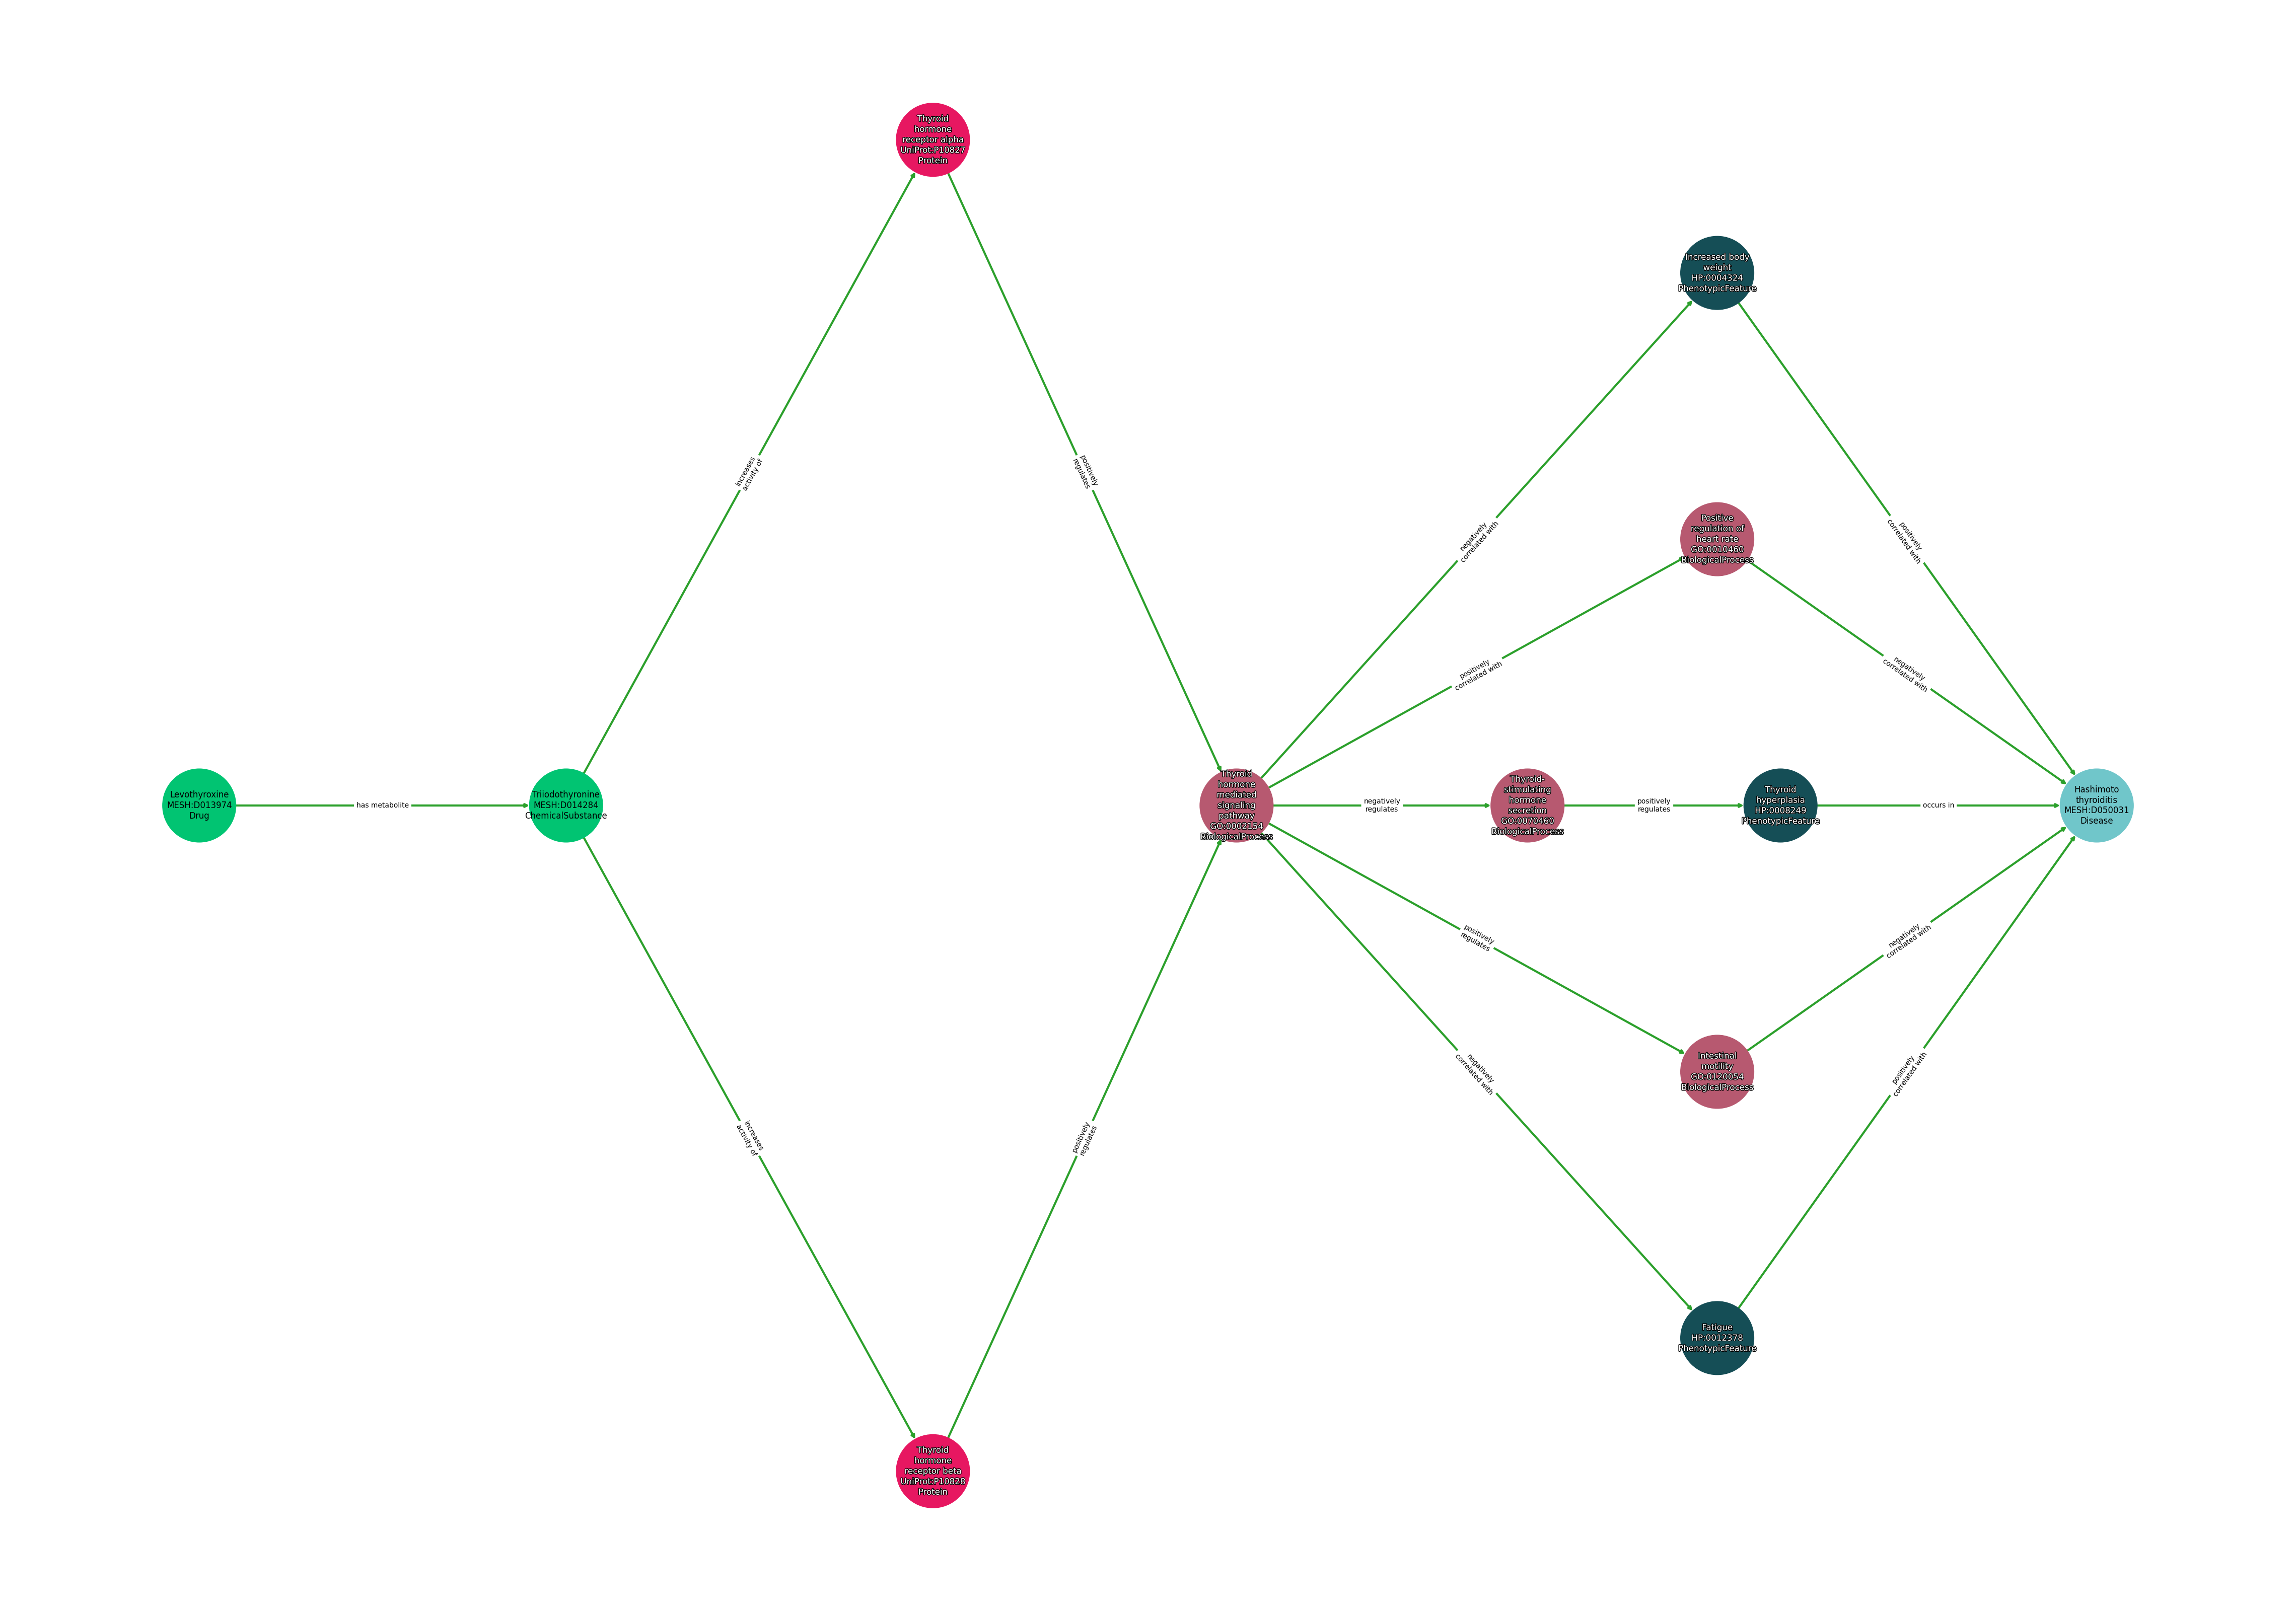 Thyroid
hormone
receptor alpha
UniProt:P10827
Protein
Increased body
weight
HP:0004324
PhenotypicFeature
increases
activity of
positively
regulates
negatively
correlated with
positively
correlated with
Positive
regulation of
heart rate
GO:0010460
BiologicalProcess
positively
correlated with
negatively
correlated with
Levothyroxine
MESH:D013974
Drug
has metabolite
Triiodothyronine
MESH:D014284
ChemicalSubstance
Thyroid
hormone
mediated
signaling
pathway
GO:0002154
BiologicalProcess
negatively
regulates
Thyroid-
stimulating
hormone
secretion
GO:0070460
BiologicalProcess
positively
regulates
Thyroid
hyperplasia
HP:0008249
PhenotypicFeature
occurs in
Hashimoto
thyroiditis
MESH:D050031
Disease
positively
regulates
negatively
correlated with
Intestinal
motility
GO:0120054
BiologicalProcess
negatively
correlated with
positively
correlated with
increases
activity of
positively
regulates
Fatigue
HP:0012378
PhenotypicFeature
Thyroid
hormone
receptor beta
UniProt:P10828
Protein